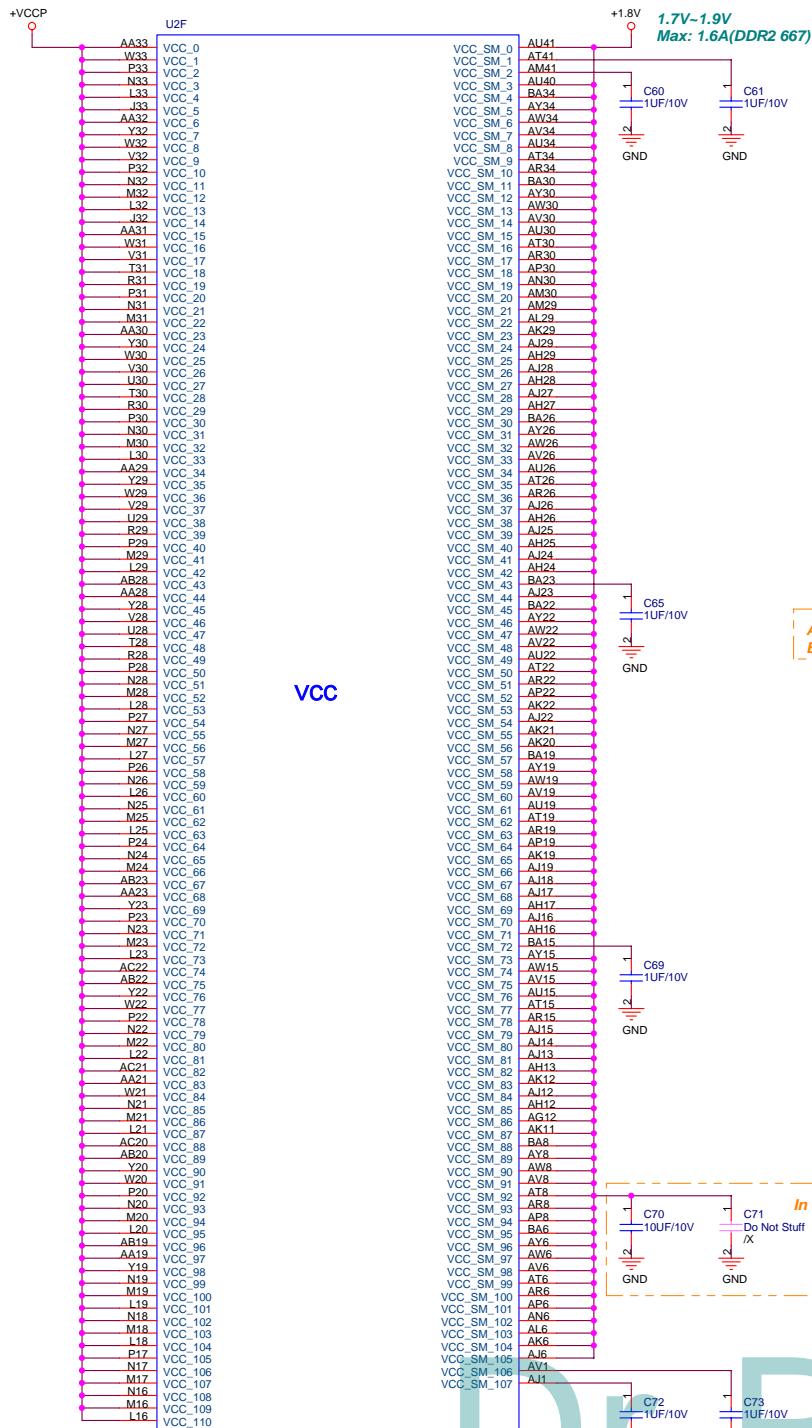 +VCCP
U2F
+1.8V
1.7V~1.9V
Max: 1.6A(DDR2 667)
AA33 VCC_0 VCC_SM_0 AU41
W33 VCC_1 VCC_SM_1 AT41
P33 VCC_2 VCC_SM_2 AM41
N33 VCC_3 VCC_SM_3 AU40
L33 VCC_4 VCC_SM_4 BA34
J33 VCC_5 VCC_SM_5 AY34
AA32 VCC_6 VCC_SM_6 AW34
Y32 VCC_7 VCC_SM_7 AV34
W32 VCC_8 VCC_SM_8 AU34
V32 VCC_9 VCC_SM_9 AT34
P32 VCC_10 VCC_SM_10 AR34
N32 VCC_11 VCC_SM_11 BA30
M32 VCC_12 VCC_SM_12 AY30
L32 VCC_13 VCC_SM_13 AW30
J32 VCC_14 VCC_SM_14 AV30
AA31 VCC_15 VCC_SM_15 AU30
W31 VCC_16 VCC_SM_16 AT30
V31 VCC_17 VCC_SM_17 AR30
T31 VCC_18 VCC_SM_18 AP30
R31 VCC_19 VCC_SM_19 AN30
P31 VCC_20 VCC_SM_20 AM30
N31 VCC_21 VCC_SM_21 AM29
M31 VCC_22 VCC_SM_22 AL29
AA30 VCC_23 VCC_SM_23 AK29
Y30 VCC_24 VCC_SM_24 AJ29
W30 VCC_25 VCC_SM_25 AH29
V30 VCC_26 VCC_SM_26 AJ28
U30 VCC_27 VCC_SM_27 AH28
T30 VCC_28 VCC_SM_28 AJ27
R30 VCC_29 VCC_SM_29 AH27
P30 VCC_30 VCC_SM_30 BA26
N30 VCC_31 VCC_SM_31 AY26
M30 VCC_32 VCC_SM_32 AW26
L30 VCC_33 VCC_SM_33 AV26
AA29 VCC_34 VCC_SM_34 AU26
Y29 VCC_35 VCC_SM_35 AT26
W29 VCC_36 VCC_SM_36 AR26
V29 VCC_37 VCC_SM_37 AJ26
U29 VCC_38 VCC_SM_38 AH26
R29 VCC_39 VCC_SM_39 AJ25
P29 VCC_40 VCC_SM_40 AH25
M29 VCC_41 VCC_SM_41 AJ24
L29 VCC_42 VCC_SM_42 AH24
AB28 VCC_43 VCC_SM_43 BA23
AA28 VCC_44 VCC_SM_44 AJ23
Y28 VCC_45 VCC_SM_45 BA22
V28 VCC_46 VCC_SM_46 AY22
U28 VCC_47 VCC_SM_47 AW22
T28 VCC_48 VCC_SM_48 AV22
R28 VCC_49 VCC_SM_49 AU22
P28 VCC_50 VCC_SM_50 AT22
N28 VCC_51 VCC_SM_51 AR22
M28 VCC_52 VCC_SM_52 AP22
L28 VCC_53 VCC_SM_53 AK22
P27 VCC_54 VCC_SM_54 AJ22
N27 VCC_55 VCC_SM_55 AK21
M27 VCC_56 VCC_SM_56 AK20
L27 VCC_57 VCC_SM_57 BA19
P26 VCC_58 VCC_SM_58 AY19
N26 VCC_59 VCC_SM_59 AW19
L26 VCC_60 VCC_SM_60 AV19
N25 VCC_61 VCC_SM_61 AU19
M25 VCC_62 VCC_SM_62 AT19
L25 VCC_63 VCC_SM_63 AR19
P24 VCC_64 VCC_SM_64 AP19
N24 VCC_65 VCC_SM_65 AK19
M24 VCC_66 VCC_SM_66 AJ19
AB23 VCC_67 VCC_SM_67 AJ18
AA23 VCC_68 VCC_SM_68 AJ17
Y23 VCC_69 VCC_SM_69 AH17
P23 VCC_70 VCC_SM_70 AJ16
N23 VCC_71 VCC_SM_71 AH16
M23 VCC_72 VCC_SM_72 BA15
L23 VCC_73 VCC_SM_73 AY15
AC22 VCC_74 VCC_SM_74 AW15
AB22 VCC_75 VCC_SM_75 AV15
Y22 VCC_76 VCC_SM_76 AU15
W22 VCC_77 VCC_SM_77 AT15
P22 VCC_78 VCC_SM_78 AR15
N22 VCC_79 VCC_SM_79 AJ15
M22 VCC_80 VCC_SM_80 AJ14
L22 VCC_81 VCC_SM_81 AJ13
AC21 VCC_82 VCC_SM_82 AH13
AA21 VCC_83 VCC_SM_83 AK12
W21 VCC_84 VCC_SM_84 AJ12
N21 VCC_85 VCC_SM_85 AH12
M21 VCC_86 VCC_SM_86 AG12
L21 VCC_87 VCC_SM_87 AK11
AC20 VCC_88 VCC_SM_88 BA8
AB20 VCC_89 VCC_SM_89 AY8
Y20 VCC_90 VCC_SM_90 AW8
W20 VCC_91 VCC_SM_91 AV8
P20 VCC_92 VCC_SM_92 AT8
N20 VCC_93 VCC_SM_93 AR8
M20 VCC_94 VCC_SM_94 AP8
L20 VCC_95 VCC_SM_95 BA6
AB19 VCC_96 VCC_SM_96 AY6
AA19 VCC_97 VCC_SM_97 AW6
Y19 VCC_98 VCC_SM_98 AV6
N19 VCC_99 VCC_SM_99 AT6
M19 VCC_100 VCC_SM_100 AR6
L19 VCC_101 VCC_SM_101 AP6
N18 VCC_102 VCC_SM_102 AN6
M18 VCC_103 VCC_SM_103 AL6
L18 VCC_104 VCC_SM_104 AK6
P17 VCC_105 VCC_SM_105 AJ6
N17 VCC_106 VCC_SM_106 AV1
M17 VCC_107 VCC_SM_107 AJ1
N16 VCC_108
M16 VCC_109
L16 VCC_110
VCC
1 C60 1UF/10V 2 GND
1 C61 1UF/10V 2 GND
1 C65 1UF/10V 2 GND
1 C69 1UF/10V 2 GND
In
1 C70 10UF/10V 2 GND
1 C71 Do Not Stuff /X 2 GND
1 C72 1UF/10V
1 C73 1UF/10V
Dr